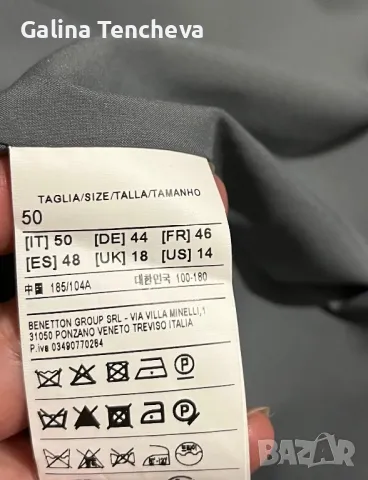 Galina Tencheva
TAGLIA/SIZE/TALLA/TAMANHO
50
[IT] 50 [DE] 44 [FR] 46
[ES] 48 [UK] 18 [US] 14
中国 185/104A 대한민국 100-180
BENETTON GROUP SRL - VIA VILLA MINELLI,1
31050 PONZANO VENETO TREVISO ITALIA
P.iva 03490770264
BAZAR